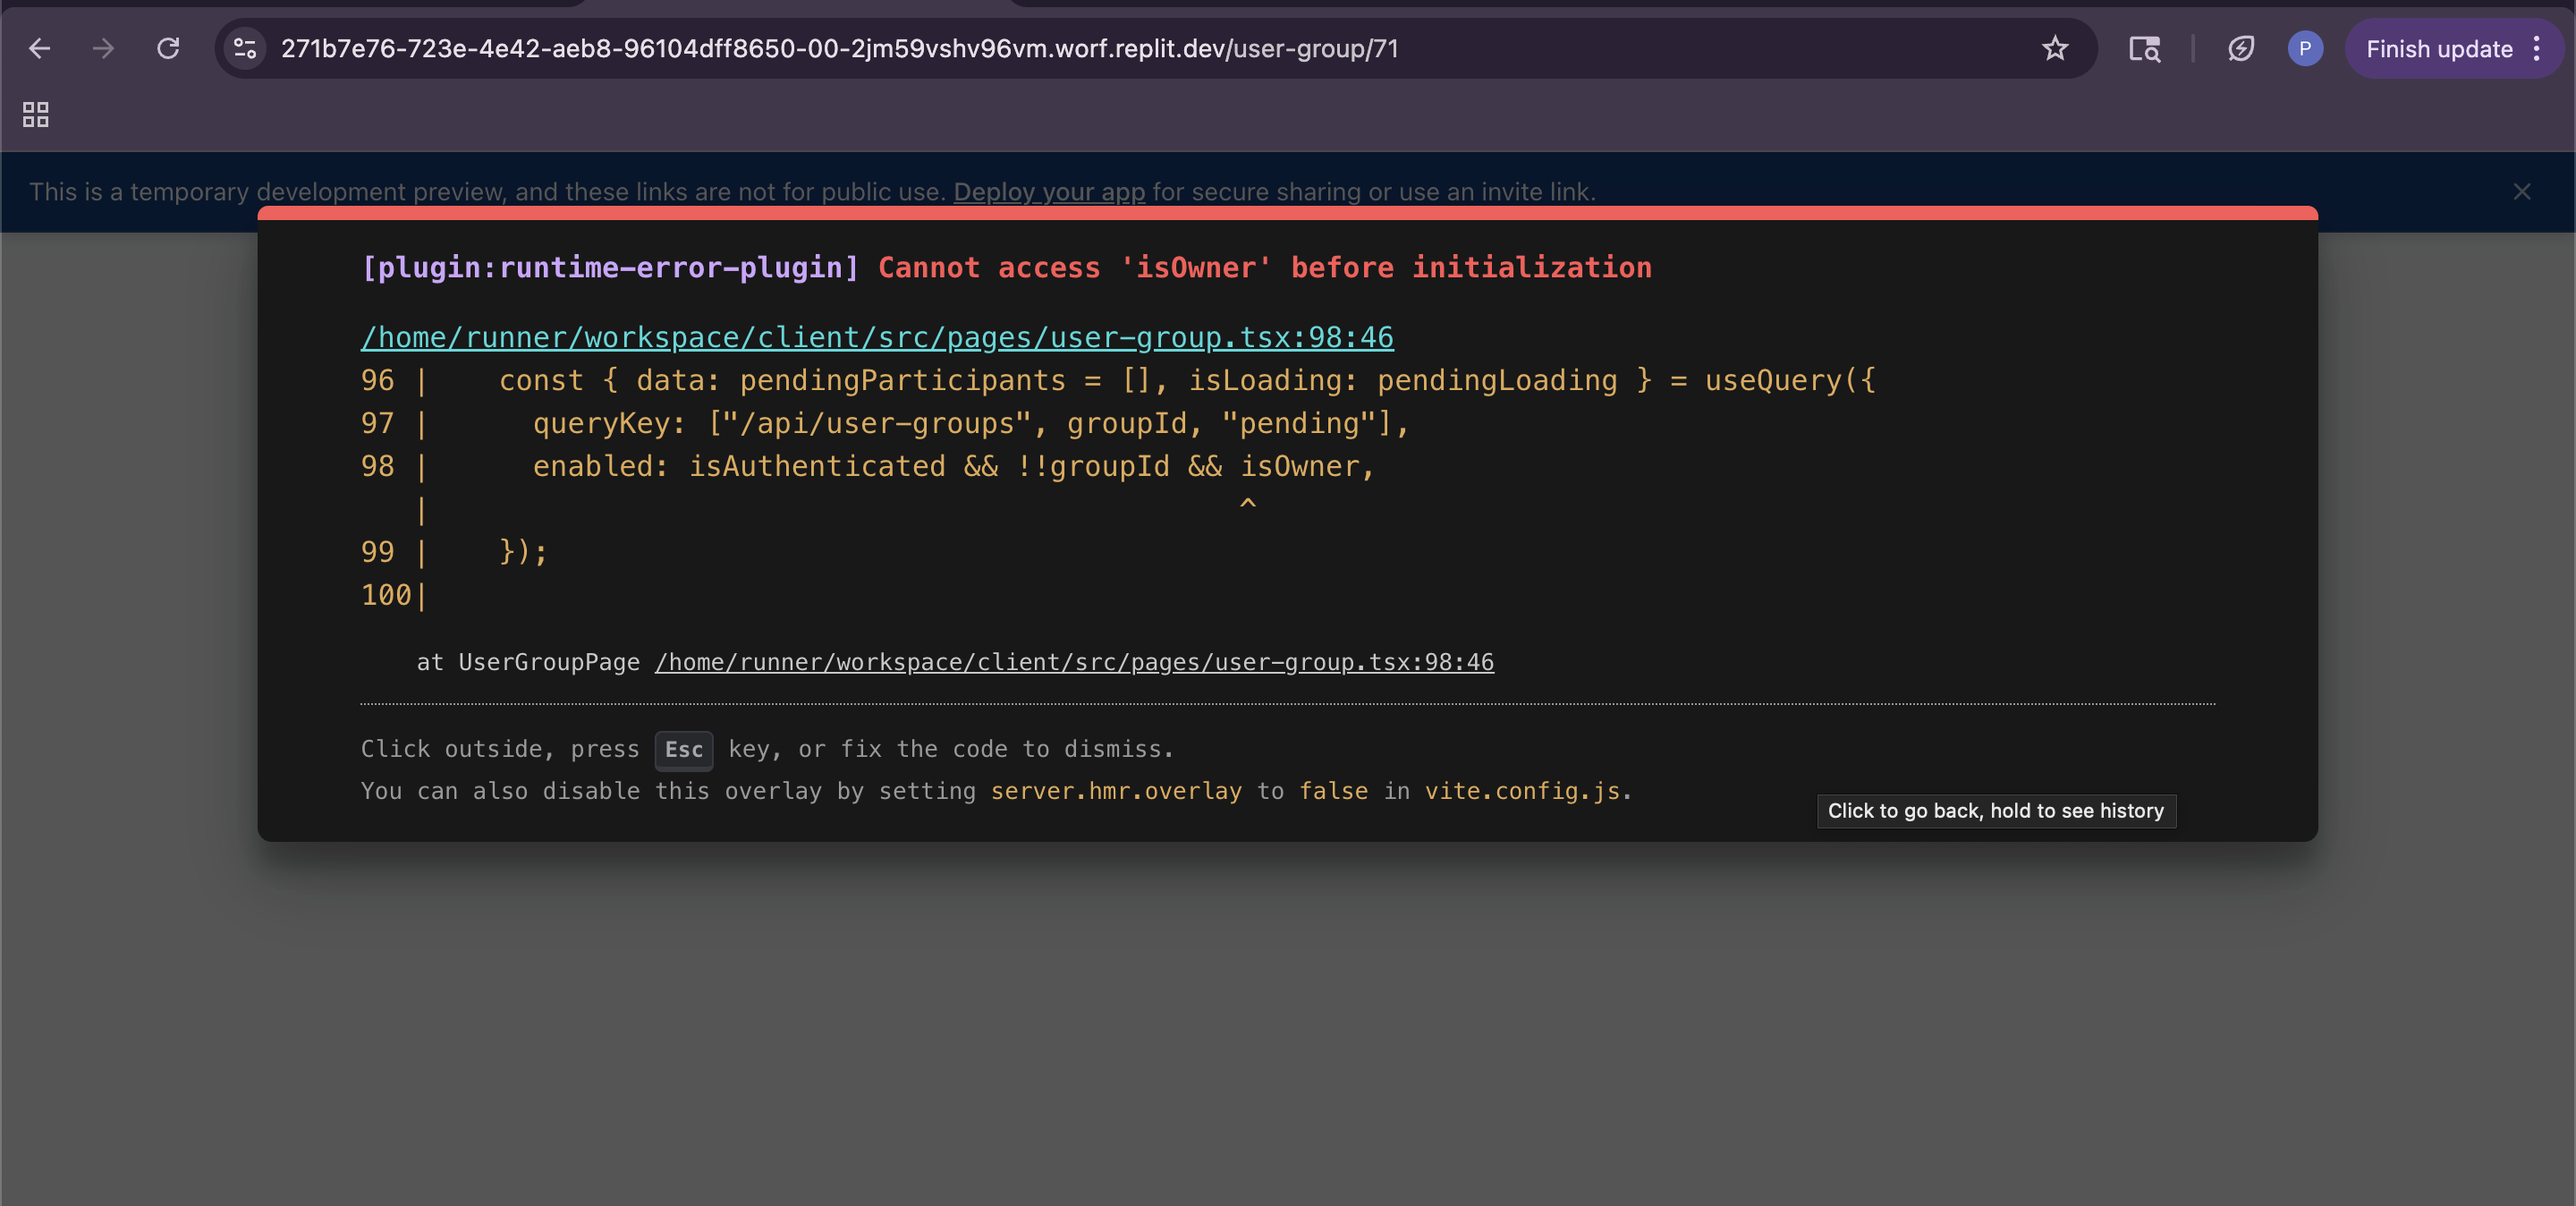 271b7e76-723e-4e42-aeb8-96104dff8650-00-2jm59vshv96vm.worf.replit.dev/user-group/71
P
Finish update
This is a temporary development preview, and these links are not for public use. Deploy your app for secure sharing or use an invite link.
[plugin:runtime-error-plugin] Cannot access 'isOwner' before initialization
/home/runner/workspace/client/src/pages/user-group.tsx:98:46
96 |    const { data: pendingParticipants = [], isLoading: pendingLoading } = useQuery({
97 |      queryKey: ["/api/user-groups", groupId, "pending"],
98 |      enabled: isAuthenticated && !!groupId && isOwner,
   |                                               ^
99 |    });
100|
at UserGroupPage /home/runner/workspace/client/src/pages/user-group.tsx:98:46
Click outside, press Esc key, or fix the code to dismiss.
You can also disable this overlay by setting server.hmr.overlay to false in vite.config.js.
Click to go back, hold to see history